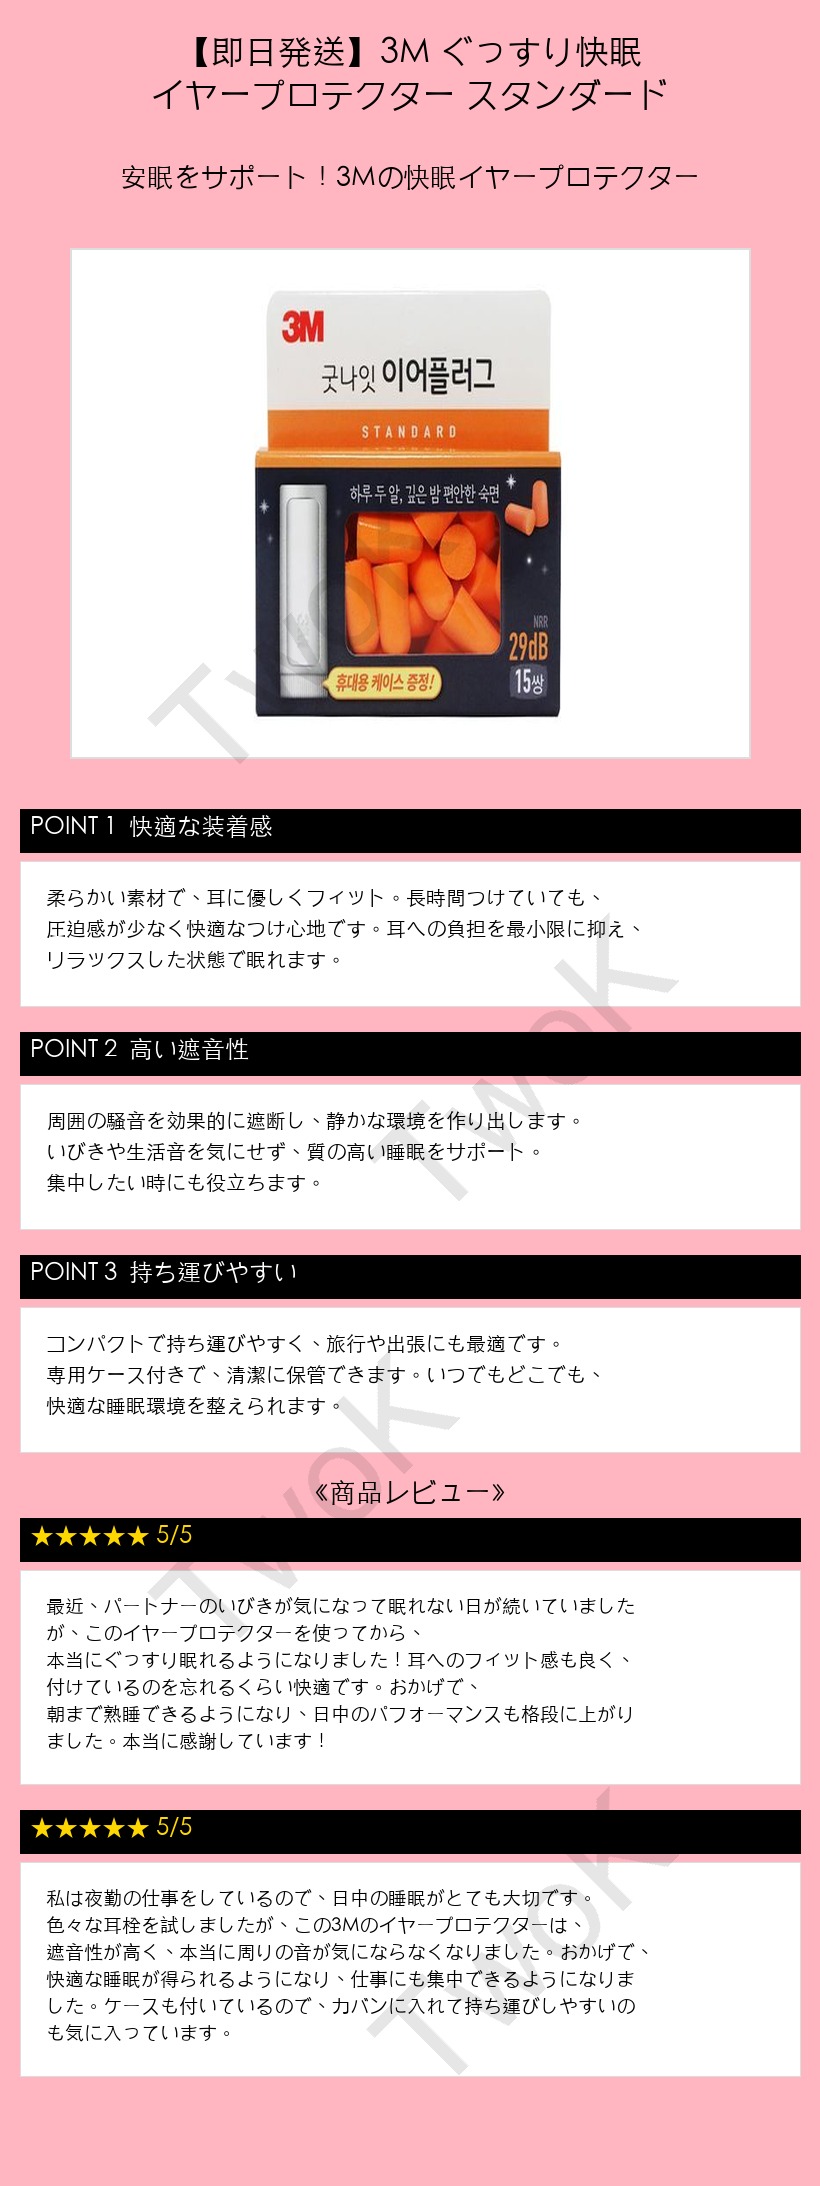 【即日発送】3M ぐっすり快眠
イヤープロテクター スタンダード
安眠をサポート！3Mの快眠イヤープロテクター
3M
굿나잇 이어플러그
STANDARD
하루 두 알, 깊은 밤 편안한 숙면
NRR
29dB
휴대용 케이스 증정!
15쌍
TwoK
POINT 1 快適な装着感
柔らかい素材で、耳に優しくフィット。長時間つけていても、
圧迫感が少なく快適なつけ心地です。耳への負担を最小限に抑え、
リラックスした状態で眠れます。
TwoK
POINT 2 高い遮音性
周囲の騒音を効果的に遮断し、静かな環境を作り出します。
いびきや生活音を気にせず、質の高い睡眠をサポート。
集中したい時にも役立ちます。
POINT 3 持ち運びやすい
コンパクトで持ち運びやすく、旅行や出張にも最適です。
専用ケース付きで、清潔に保管できます。いつでもどこでも、
快適な睡眠環境を整えられます。
TwoK
《商品レビュー》
★★★★★ 5/5
最近、パートナーのいびきが気になって眠れない日が続いていました
が、このイヤープロテクターを使ってから、
本当にぐっすり眠れるようになりました！耳へのフィット感も良く、
付けているのを忘れるくらい快適です。おかげで、
朝まで熟睡できるようになり、日中のパフォーマンスも格段に上がり
ました。本当に感謝しています！
★★★★★ 5/5
私は夜勤の仕事をしているので、日中の睡眠がとても大切です。
色々な耳栓を試しましたが、この3Mのイヤープロテクターは、
遮音性が高く、本当に周りの音が気にならなくなりました。おかげで、
快適な睡眠が得られるようになり、仕事にも集中できるようになりま
した。ケースも付いているので、カバンに入れて持ち運びしやすいの
も気に入っています。
TwoK